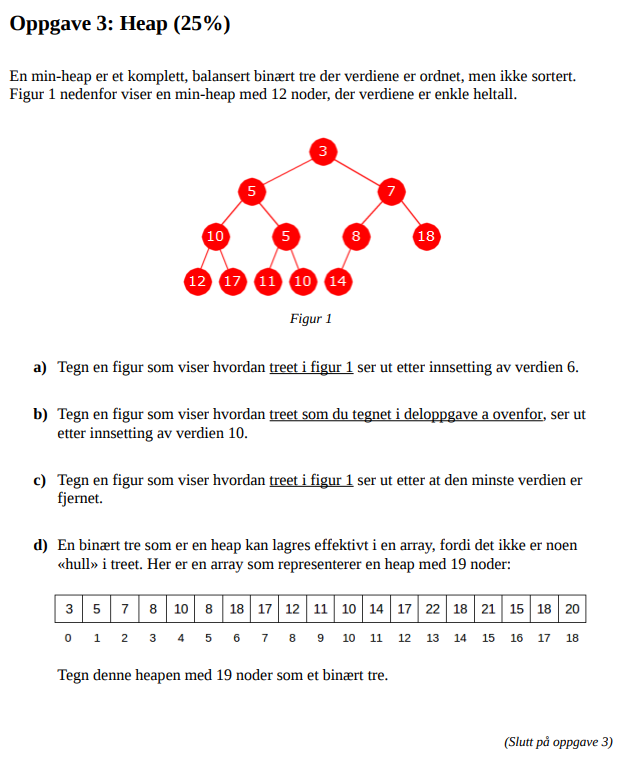 Oppgave 3: Heap (25%)
En min-heap er et komplett, balansert binært tre der verdiene er ordnet, men ikke sortert.
Figur 1 nedenfor viser en min-heap med 12 noder, der verdiene er enkle heltall.
3
5 7
10 5 8 18
12 17 11 10 14
Figur 1
a) Tegn en figur som viser hvordan treet i figur 1 ser ut etter innsetting av verdien 6.
b) Tegn en figur som viser hvordan treet som du tegnet i deloppgave a ovenfor, ser ut
etter innsetting av verdien 10.
c) Tegn en figur som viser hvordan treet i figur 1 ser ut etter at den minste verdien er
fjernet.
d) En binært tre som er en heap kan lagres effektivt i en array, fordi det ikke er noen
«hull» i treet. Her er en array som representerer en heap med 19 noder:
3 5 7 8 10 8 18 17 12 11 10 14 17 22 18 21 15 18 20
0 1 2 3 4 5 6 7 8 9 10 11 12 13 14 15 16 17 18
Tegn denne heapen med 19 noder som et binært tre.
(Slutt på oppgave 3)